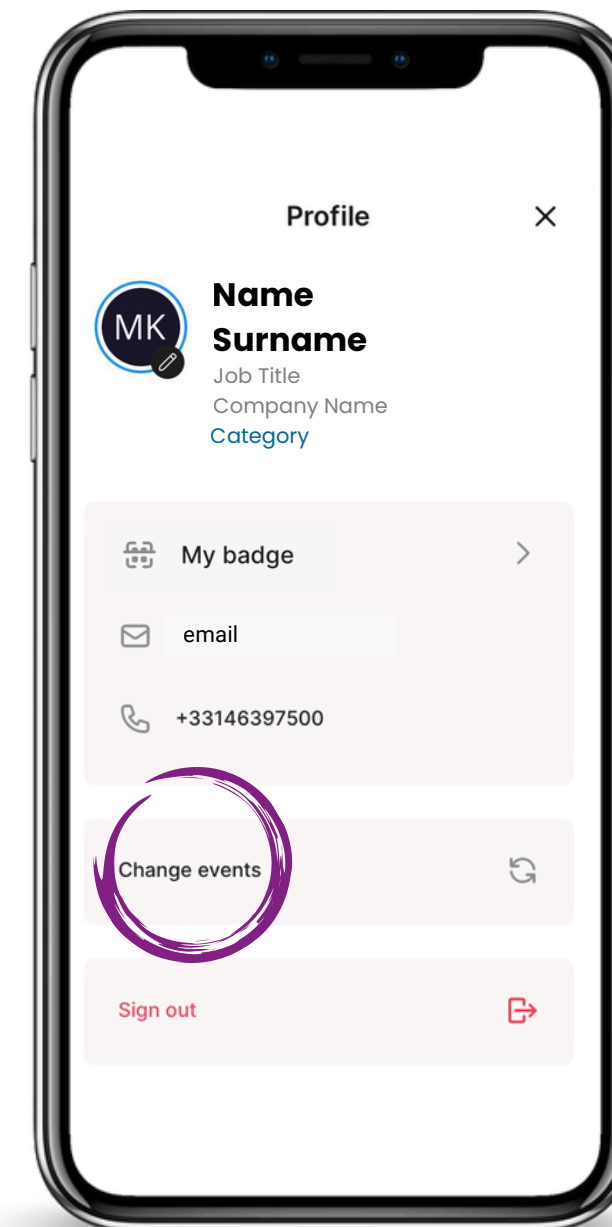 Profile
MK
Name
Surname
Job Title
Company Name
Category
My badge
email
+33146397500
Change events
Sign out